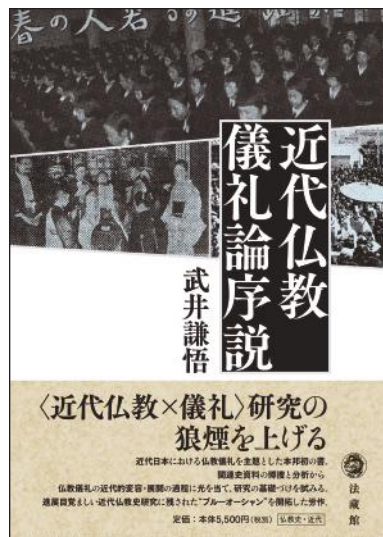 春の人若るめ進
近代仏教
儀礼論序説
武井謙悟
〈近代仏教×儀礼〉研究の
狼煙を上げる
近代日本における仏教儀礼を主題とした本邦初の書。
関連史資料の博捜と分析から
仏教儀礼の近代的変容・展開の過程に光を当て、研究の基礎づけを試みる。
進展目覚ましい近代仏教史研究に残された“ブルーオーシャン”を開拓した労作。
定価：本体5,500円（税別） 仏教史・近代
法藏館